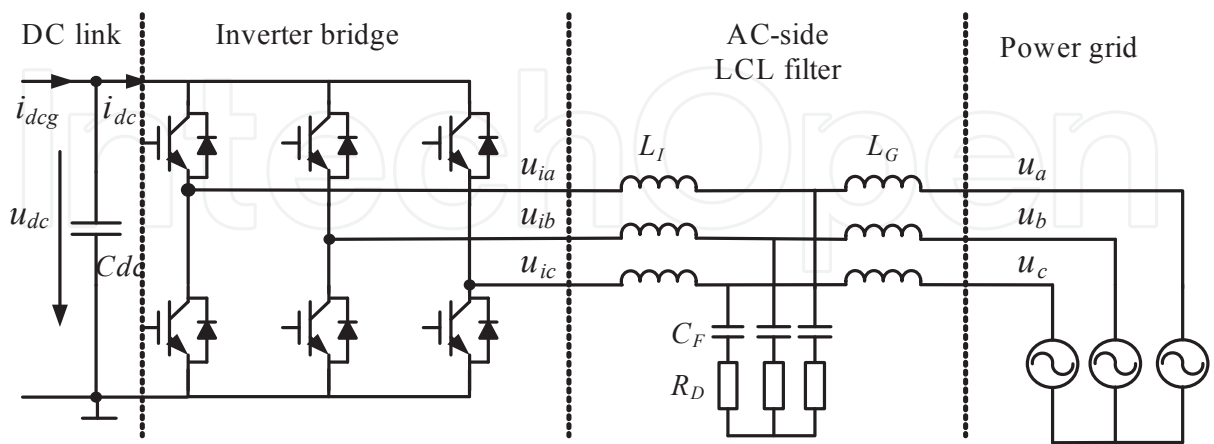 DC link
Inverter bridge
AC-side
LCL filter
Power grid
i_dcg
i_dc
L_I
L_G
u_ia
u_a
u_dc
u_ib
u_b
Cdc
u_ic
u_c
C_F
R_D
IntechOpen